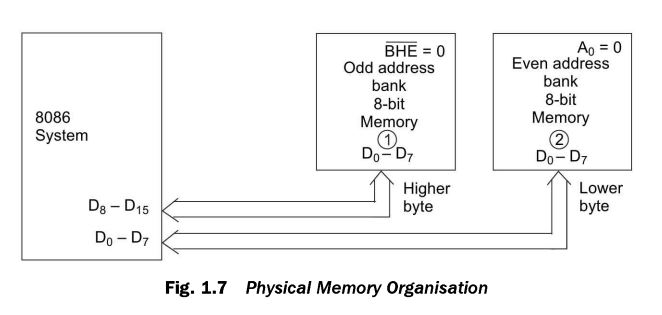 8086
System
D₈ – D₁₅
D₀ – D₇
B̅H̅E̅ = 0
Odd address
bank
8-bit
Memory
①
D₀ – D₇
Higher
byte
A₀ = 0
Even address
bank
8-bit
Memory
②
D₀ – D₇
Lower
byte
Fig. 1.7 Physical Memory Organisation